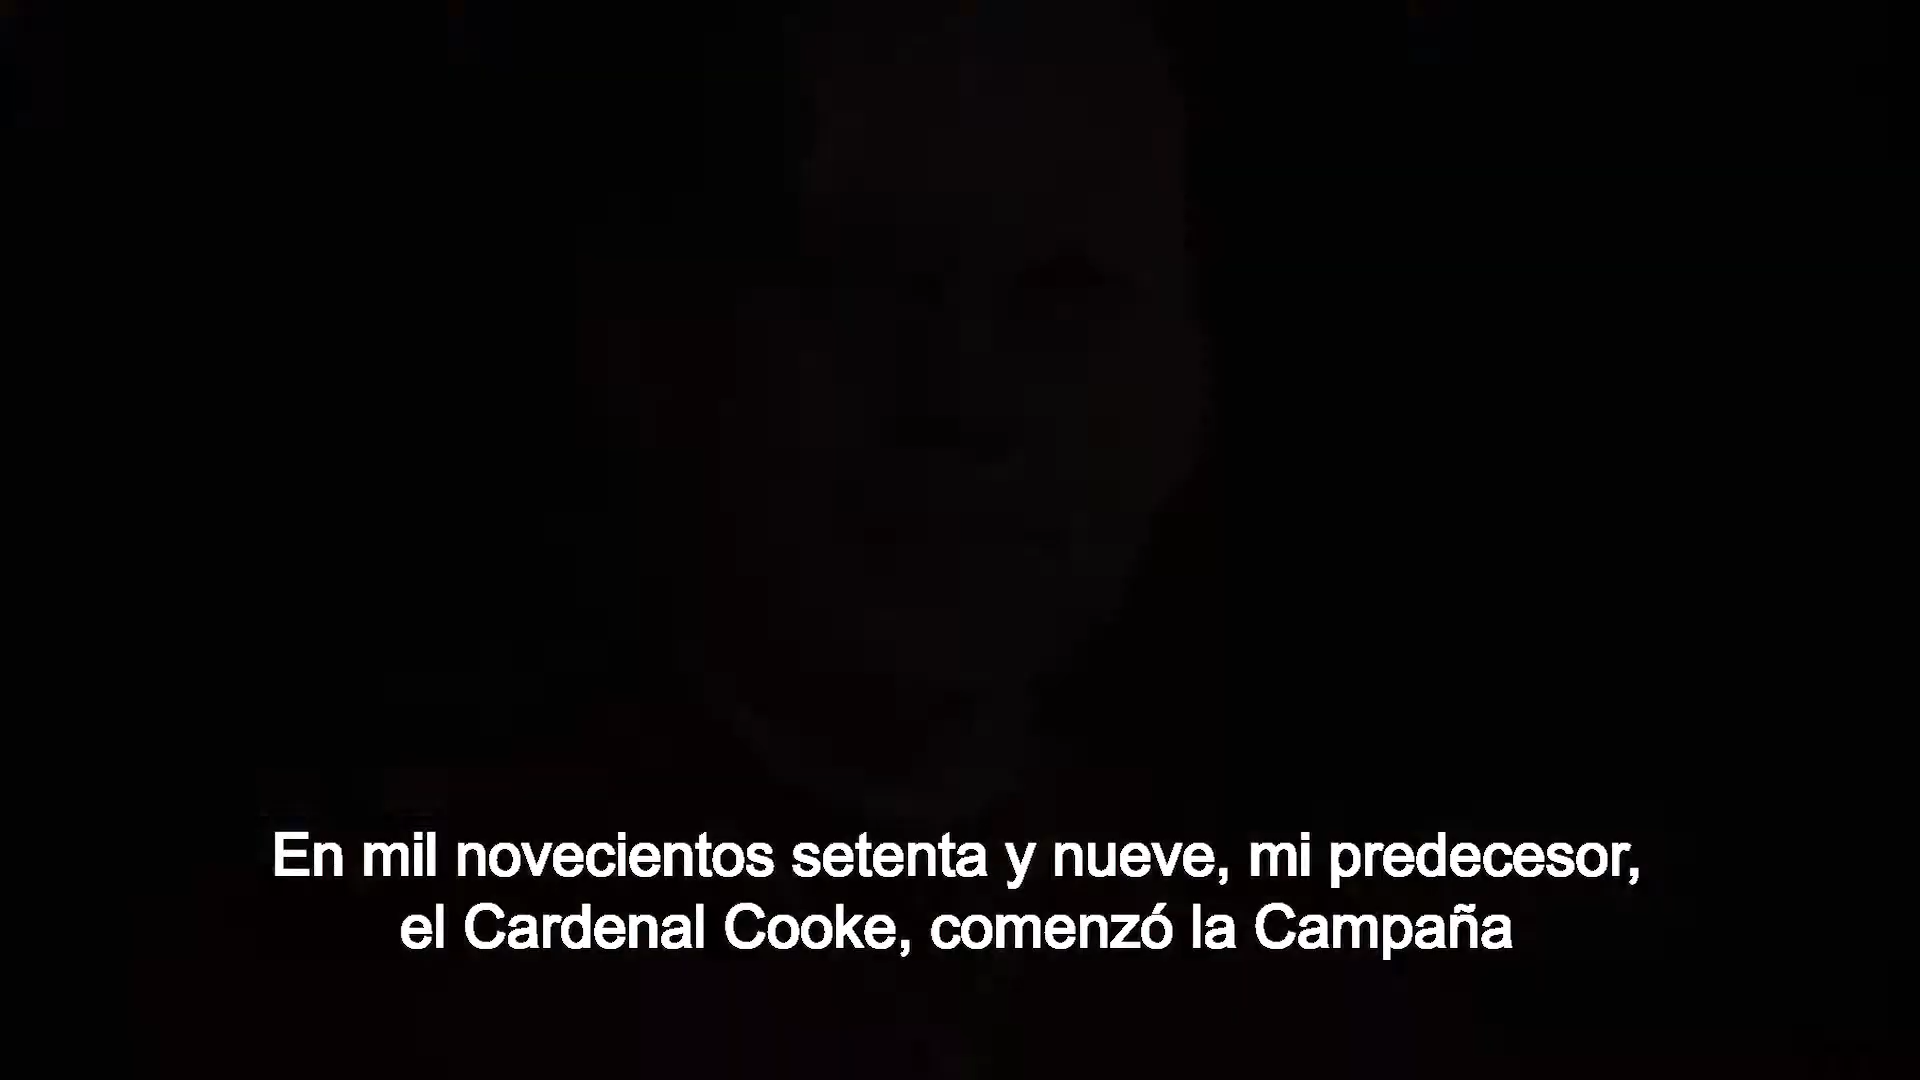 En mil novecientos setenta y nueve, mi predecesor,
el Cardenal Cooke, comenzó la Campaña